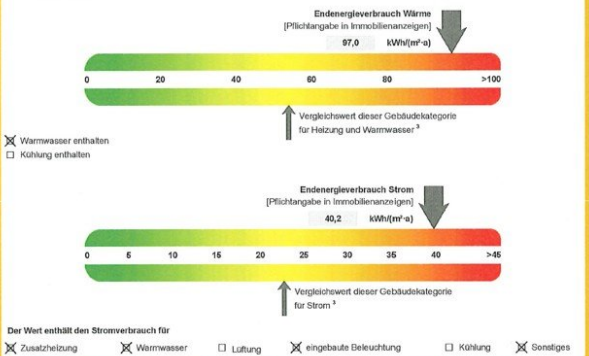 Endenergieverbrauch Wärme
[Pflichtangabe in Immobilienanzeigen]
97,0 kWh/(m²·a)
0 20 40 60 80 >100
Vergleichswert dieser Gebäudekategorie
für Heizung und Warmwasser ³
Warmwasser enthalten
Kühlung enthalten
Endenergieverbrauch Strom
[Pflichtangabe in Immobilienanzeigen]
40,2 kWh/(m²·a)
0 5 10 15 20 25 30 35 40 >45
Vergleichswert dieser Gebäudekategorie
für Strom ³
Der Wert enthält den Stromverbrauch für
Zusatzheizung Warmwasser Lüftung eingebaute Beleuchtung Kühlung Sonstiges